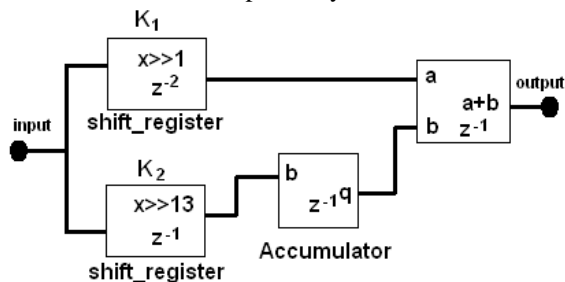 K1
x>>1
z-2
shift_register
input
K2
x>>13
z-1
shift_register
b
z-1q
Accumulator
a
a+b
b
z-1
output